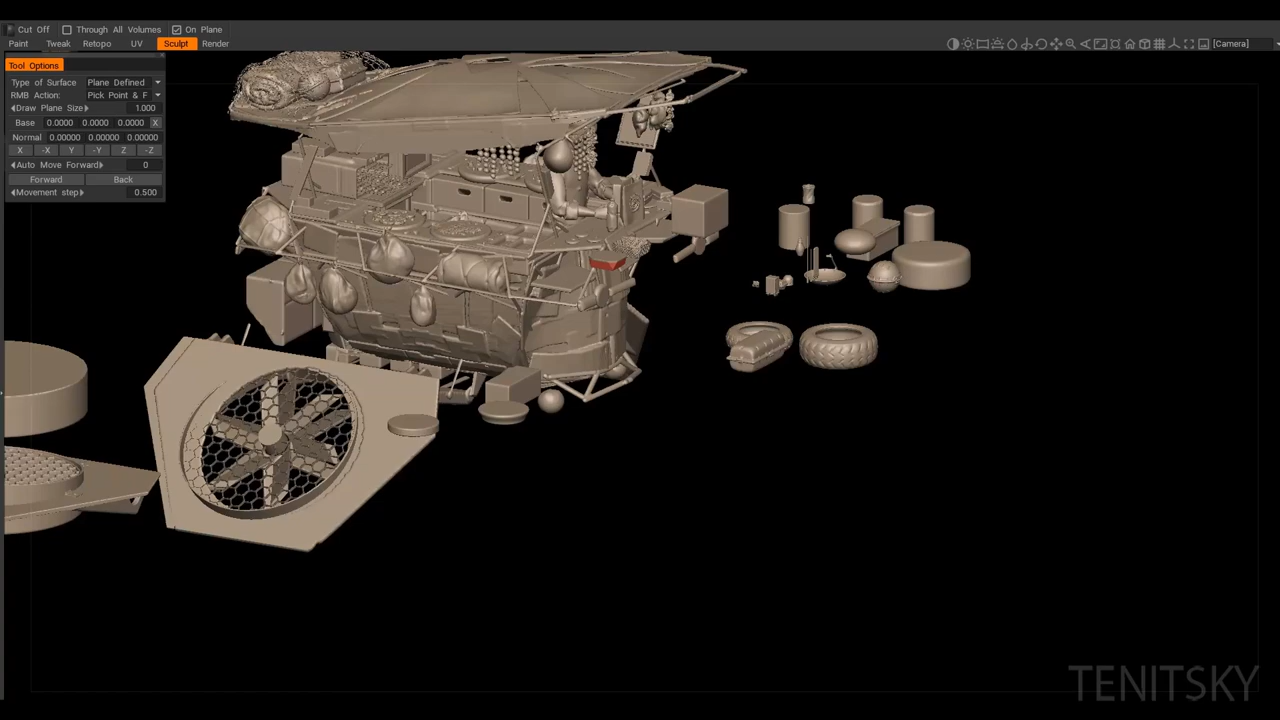 Cut Off Through All Volumes On Plane
Paint Tweak Retopo UV Sculpt Render [Camera]
Tool Options
Type of Surface Plane Defined
RMB Action: Pick Point & F
Draw Plane Size 1.000
Base 0.0000 0.0000 0.0000 X
Normal 0.00000 0.00000 0.00000
X -X Y -Y Z -Z
Auto Move Forward 0
Forward Back
Movement step 0.500
TENITSKY